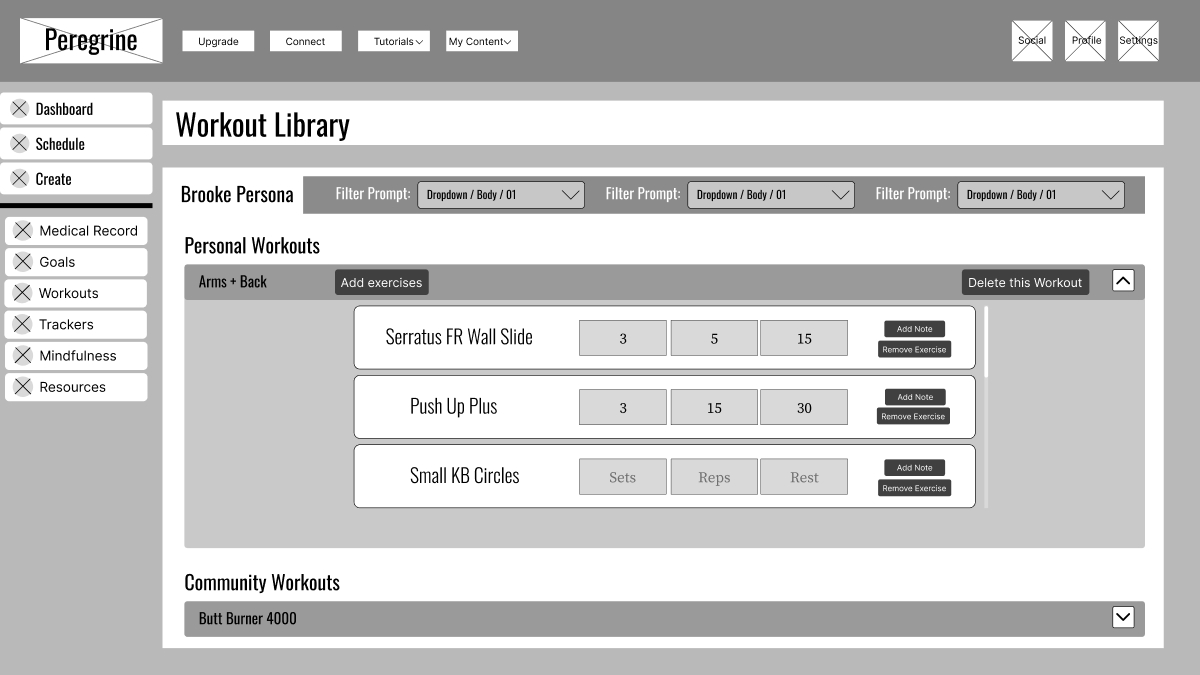 Peregrine
Upgrade
Connect
Tutorials
My Content
Social
Profile
Settings
Dashboard
Schedule
Create
Medical Record
Goals
Workouts
Trackers
Mindfulness
Resources
Workout Library
Brooke Persona
Filter Prompt: Dropdown / Body / 01
Filter Prompt: Dropdown / Body / 01
Filter Prompt: Dropdown / Body / 01
Personal Workouts
Arms + Back
Add exercises
Delete this Workout
Serratus FR Wall Slide
3
5
15
Add Note
Remove Exercise
Push Up Plus
3
15
30
Add Note
Remove Exercise
Small KB Circles
Sets
Reps
Rest
Add Note
Remove Exercise
Community Workouts
Butt Burner 4000